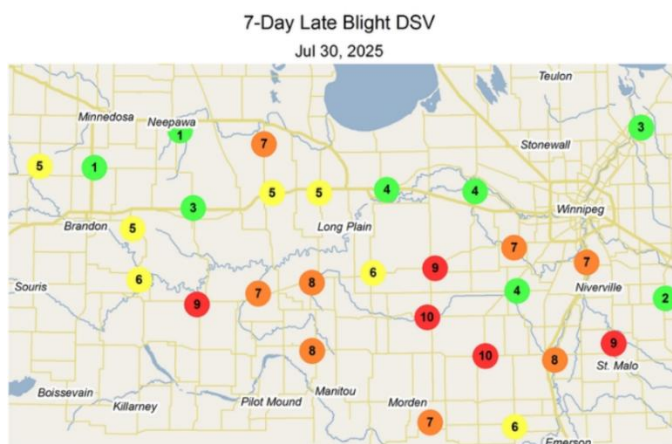 7-Day Late Blight DSV
Jul 30, 2025
Teulon
Minnedosa
Neepawa
1
3
7
Stonewall
5
1
5
5
4
4
3
Winnipeg
Brandon
5
Long Plain
7
7
6
9
6
8
7
9
4
Niverville
2
Souris
10
9
8
10
8
St. Malo
Boissevain
Killarney
Pilot Mound
Manitou
Morden
7
6
Emerson